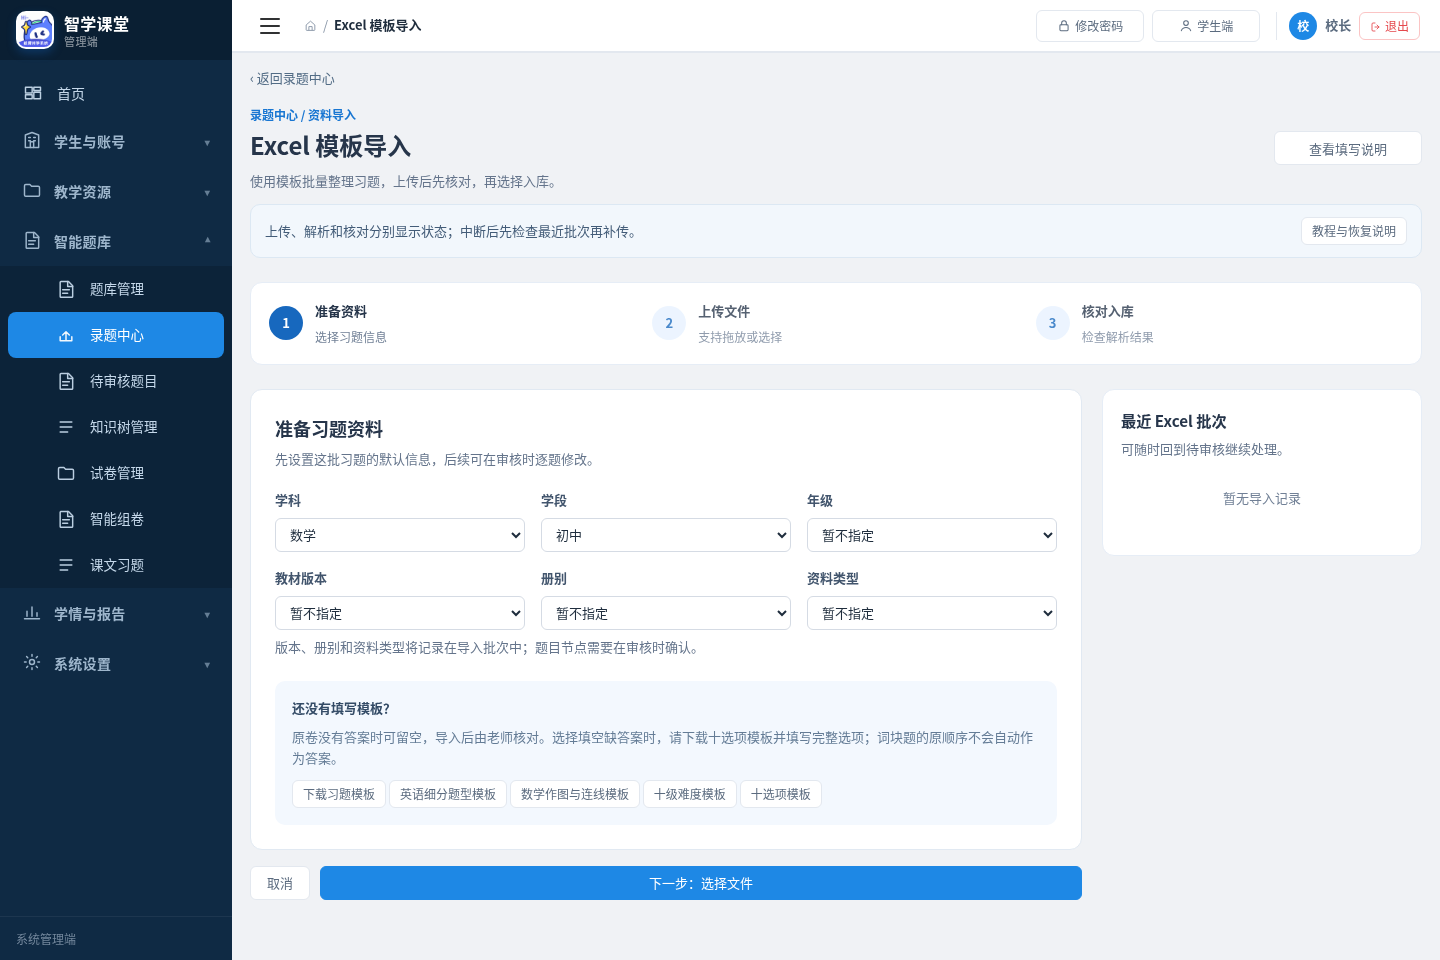 智学课堂
管理端
首页
学生与账号
教学资源
智能题库
题库管理
录题中心
待审核题目
知识树管理
试卷管理
智能组卷
课文习题
学情与报告
系统设置
系统管理端
/ Excel 模板导入
修改密码
学生端
校 校长
退出
‹ 返回录题中心
录题中心 / 资料导入
Excel 模板导入
使用模板批量整理习题，上传后先核对，再选择入库。
查看填写说明
上传、解析和核对分别显示状态；中断后先检查最近批次再补传。
教程与恢复说明
1 准备资料
选择习题信息
2 上传文件
支持拖放或选择
3 核对入库
检查解析结果
准备习题资料
先设置这批习题的默认信息，后续可在审核时逐题修改。
学科 学段 年级
数学 初中 暂不指定
教材版本 册别 资料类型
暂不指定 暂不指定 暂不指定
版本、册别和资料类型将记录在导入批次中；题目节点需要在审核时确认。
还没有填写模板？
原卷没有答案时可留空，导入后由老师核对。选择填空缺答案时，请下载十选项模板并填写完整选项；词块题的原顺序不会自动作
为答案。
下载习题模板 英语细分题型模板 数学作图与连线模板 十级难度模板 十选项模板
取消
下一步：选择文件
最近 Excel 批次
可随时回到待审核继续处理。
暂无导入记录